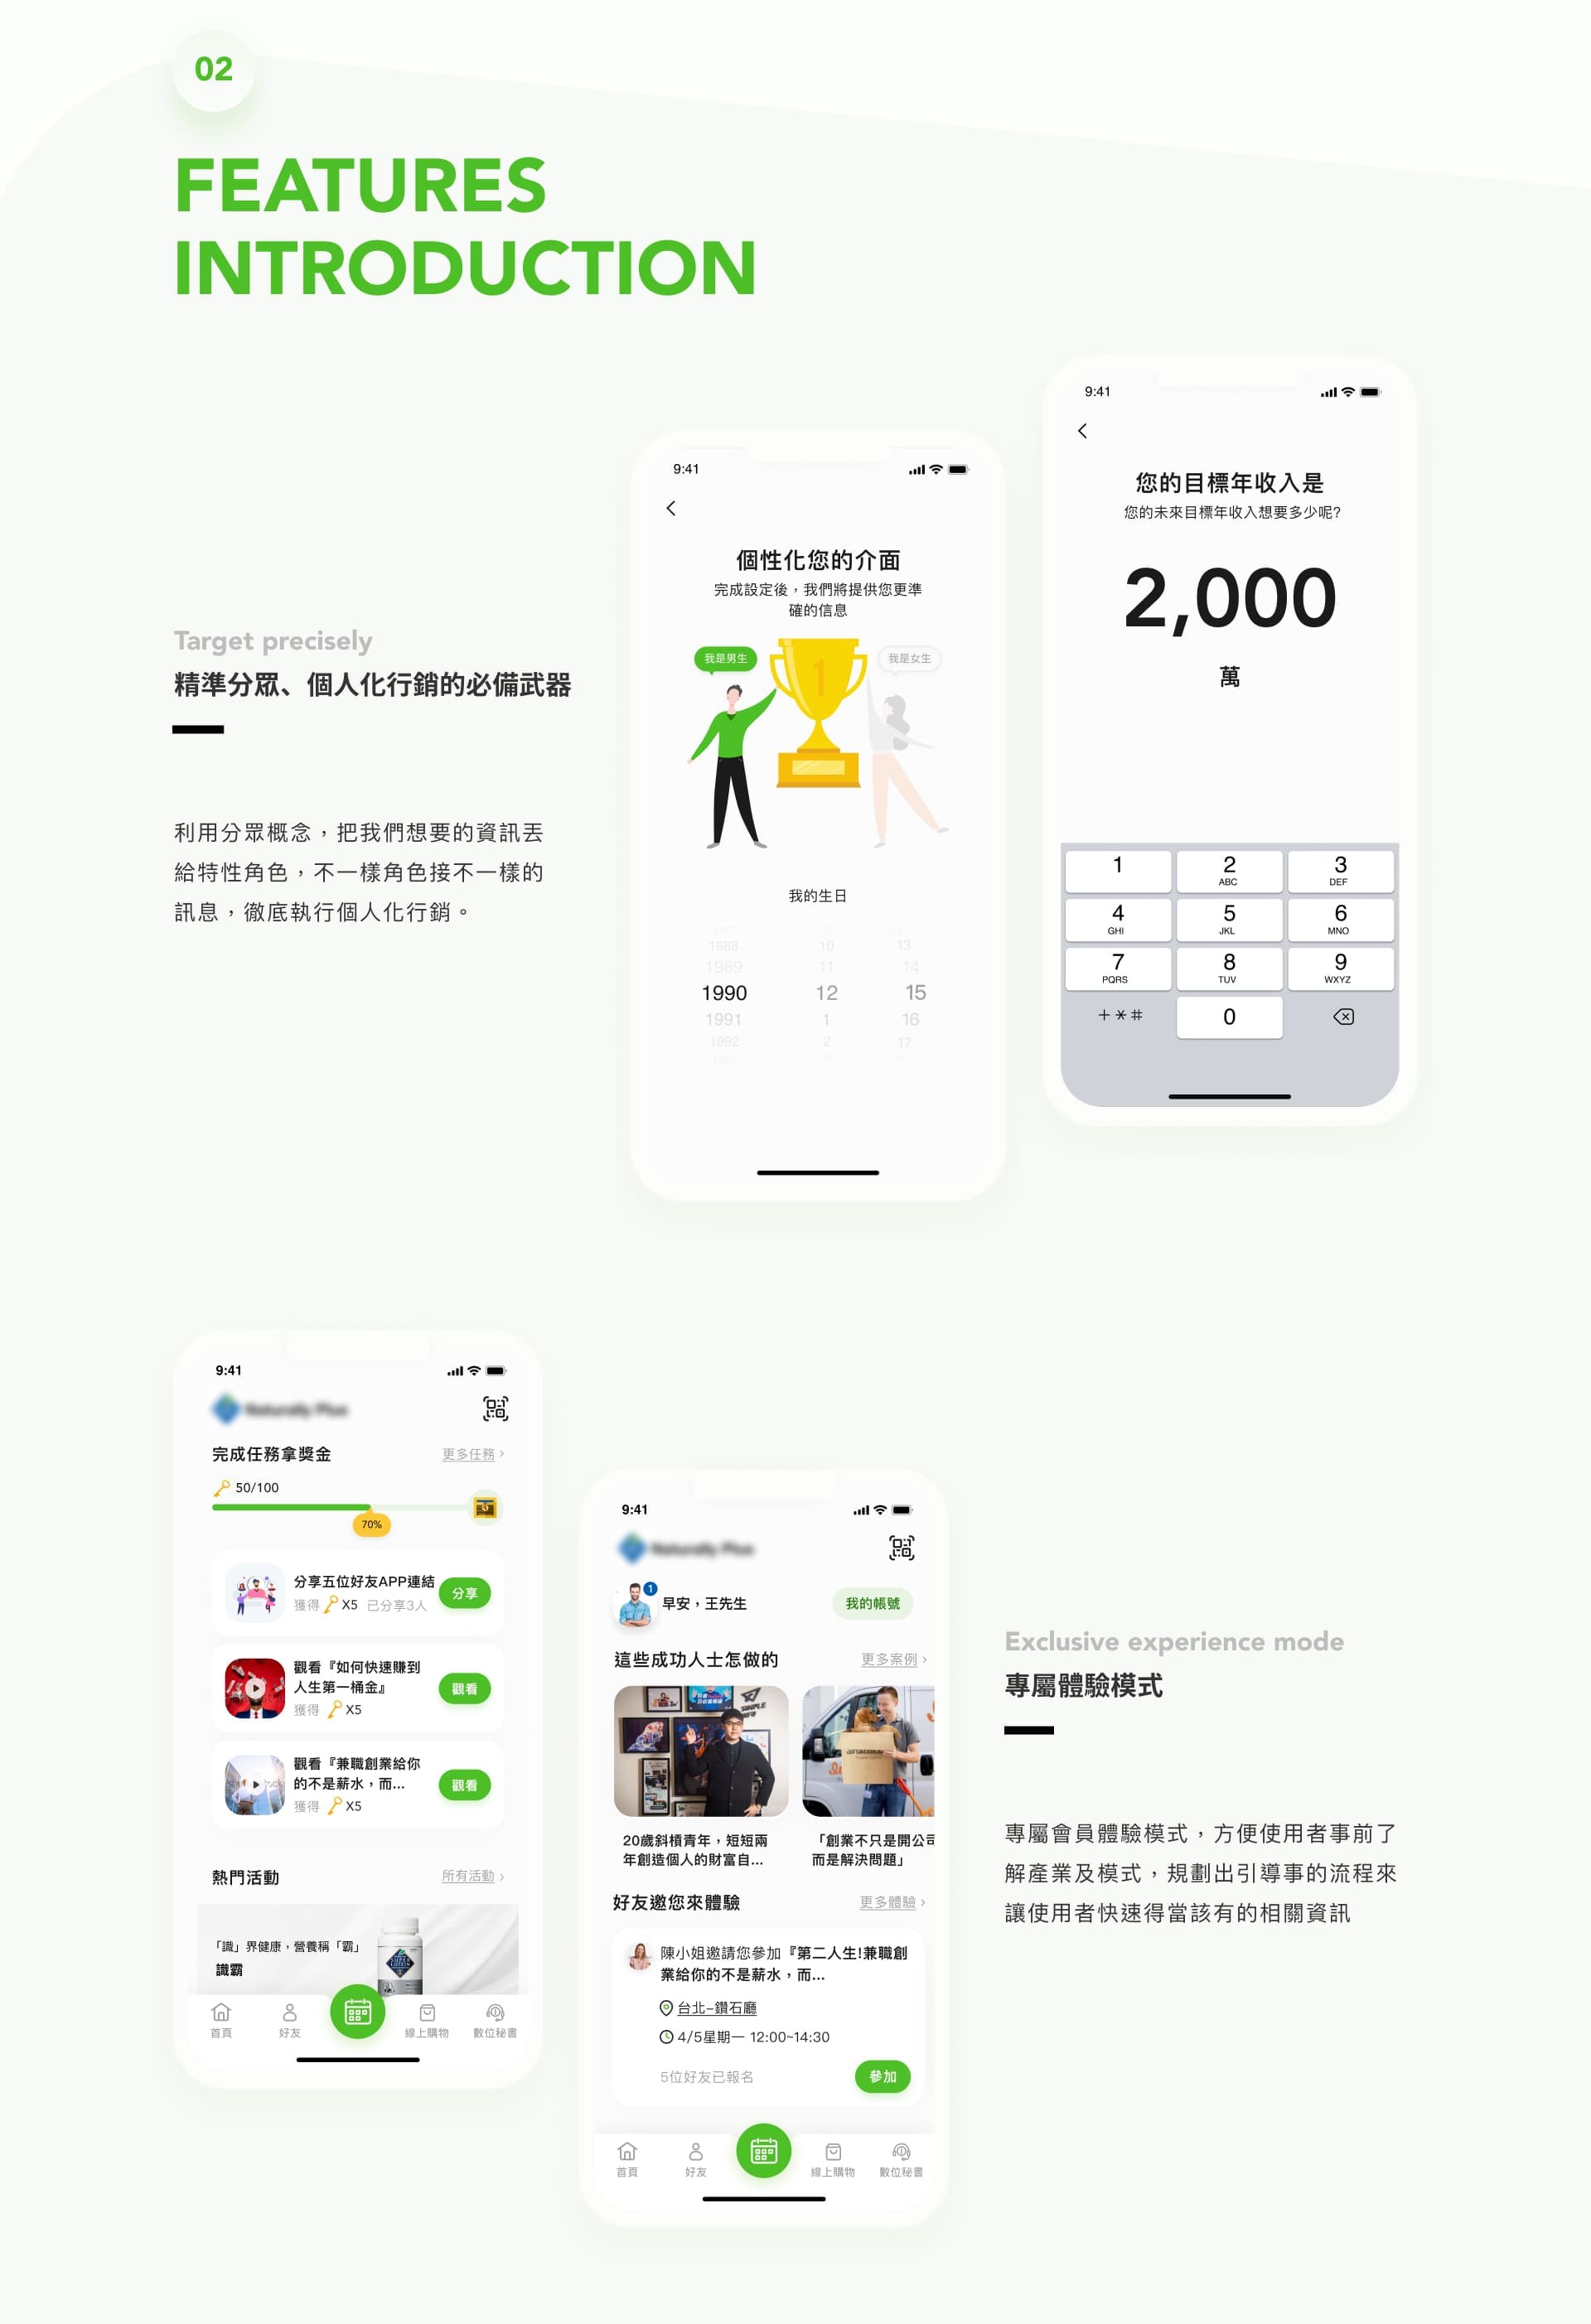 02
FEATURES
INTRODUCTION
Target precisely
精準分眾、個人化行銷的必備武器
利用分眾概念，把我們想要的資訊丟
給特性角色，不一樣角色接不一樣的
訊息，徹底執行個人化行銷。
9:41
個性化您的介面
完成設定後，我們將提供您更準
確的信息
我是男生
1
我是女生
我的生日
1988 10 13
1989 11 14
1990 12 15
1991 1 16
1992 2 17
9:41
您的目標年收入是
您的未來目標年收入想要多少呢?
2,000
萬
1 2 3
ABC DEF
4 5 6
GHI JKL MNO
7 8 9
PQRS TUV WXYZ
+*# 0
9:41
Naturally Plus
完成任務拿獎金 更多任務 ›
50/100
70%
分享五位好友APP連結
獲得 X5 已分享3人
分享
觀看『如何快速賺到
人生第一桶金』
獲得 X5
觀看
觀看『兼職創業給你
的不是薪水，而...
獲得 X5
觀看
熱門活動 所有活動 ›
「識」界健康，營養稱「霸」
識霸
SUPER
LUTEIN
首頁 好友 線上購物 數位秘書
9:41
Naturally Plus
1
早安，王先生 我的帳號
這些成功人士怎做的 更多案例 ›
20歲斜槓青年，短短兩
年創造個人的財富自...
「創業不只是開公司
而是解決問題」
好友邀您來體驗 更多體驗 ›
陳小姐邀請您參加『第二人生!兼職創
業給你的不是薪水，而...
台北-鑽石廳
4/5星期一 12:00~14:30
5位好友已報名 參加
首頁 好友 線上購物 數位秘書
Exclusive experience mode
專屬體驗模式
專屬會員體驗模式，方便使用者事前了
解產業及模式，規劃出引導事的流程來
讓使用者快速得當該有的相關資訊